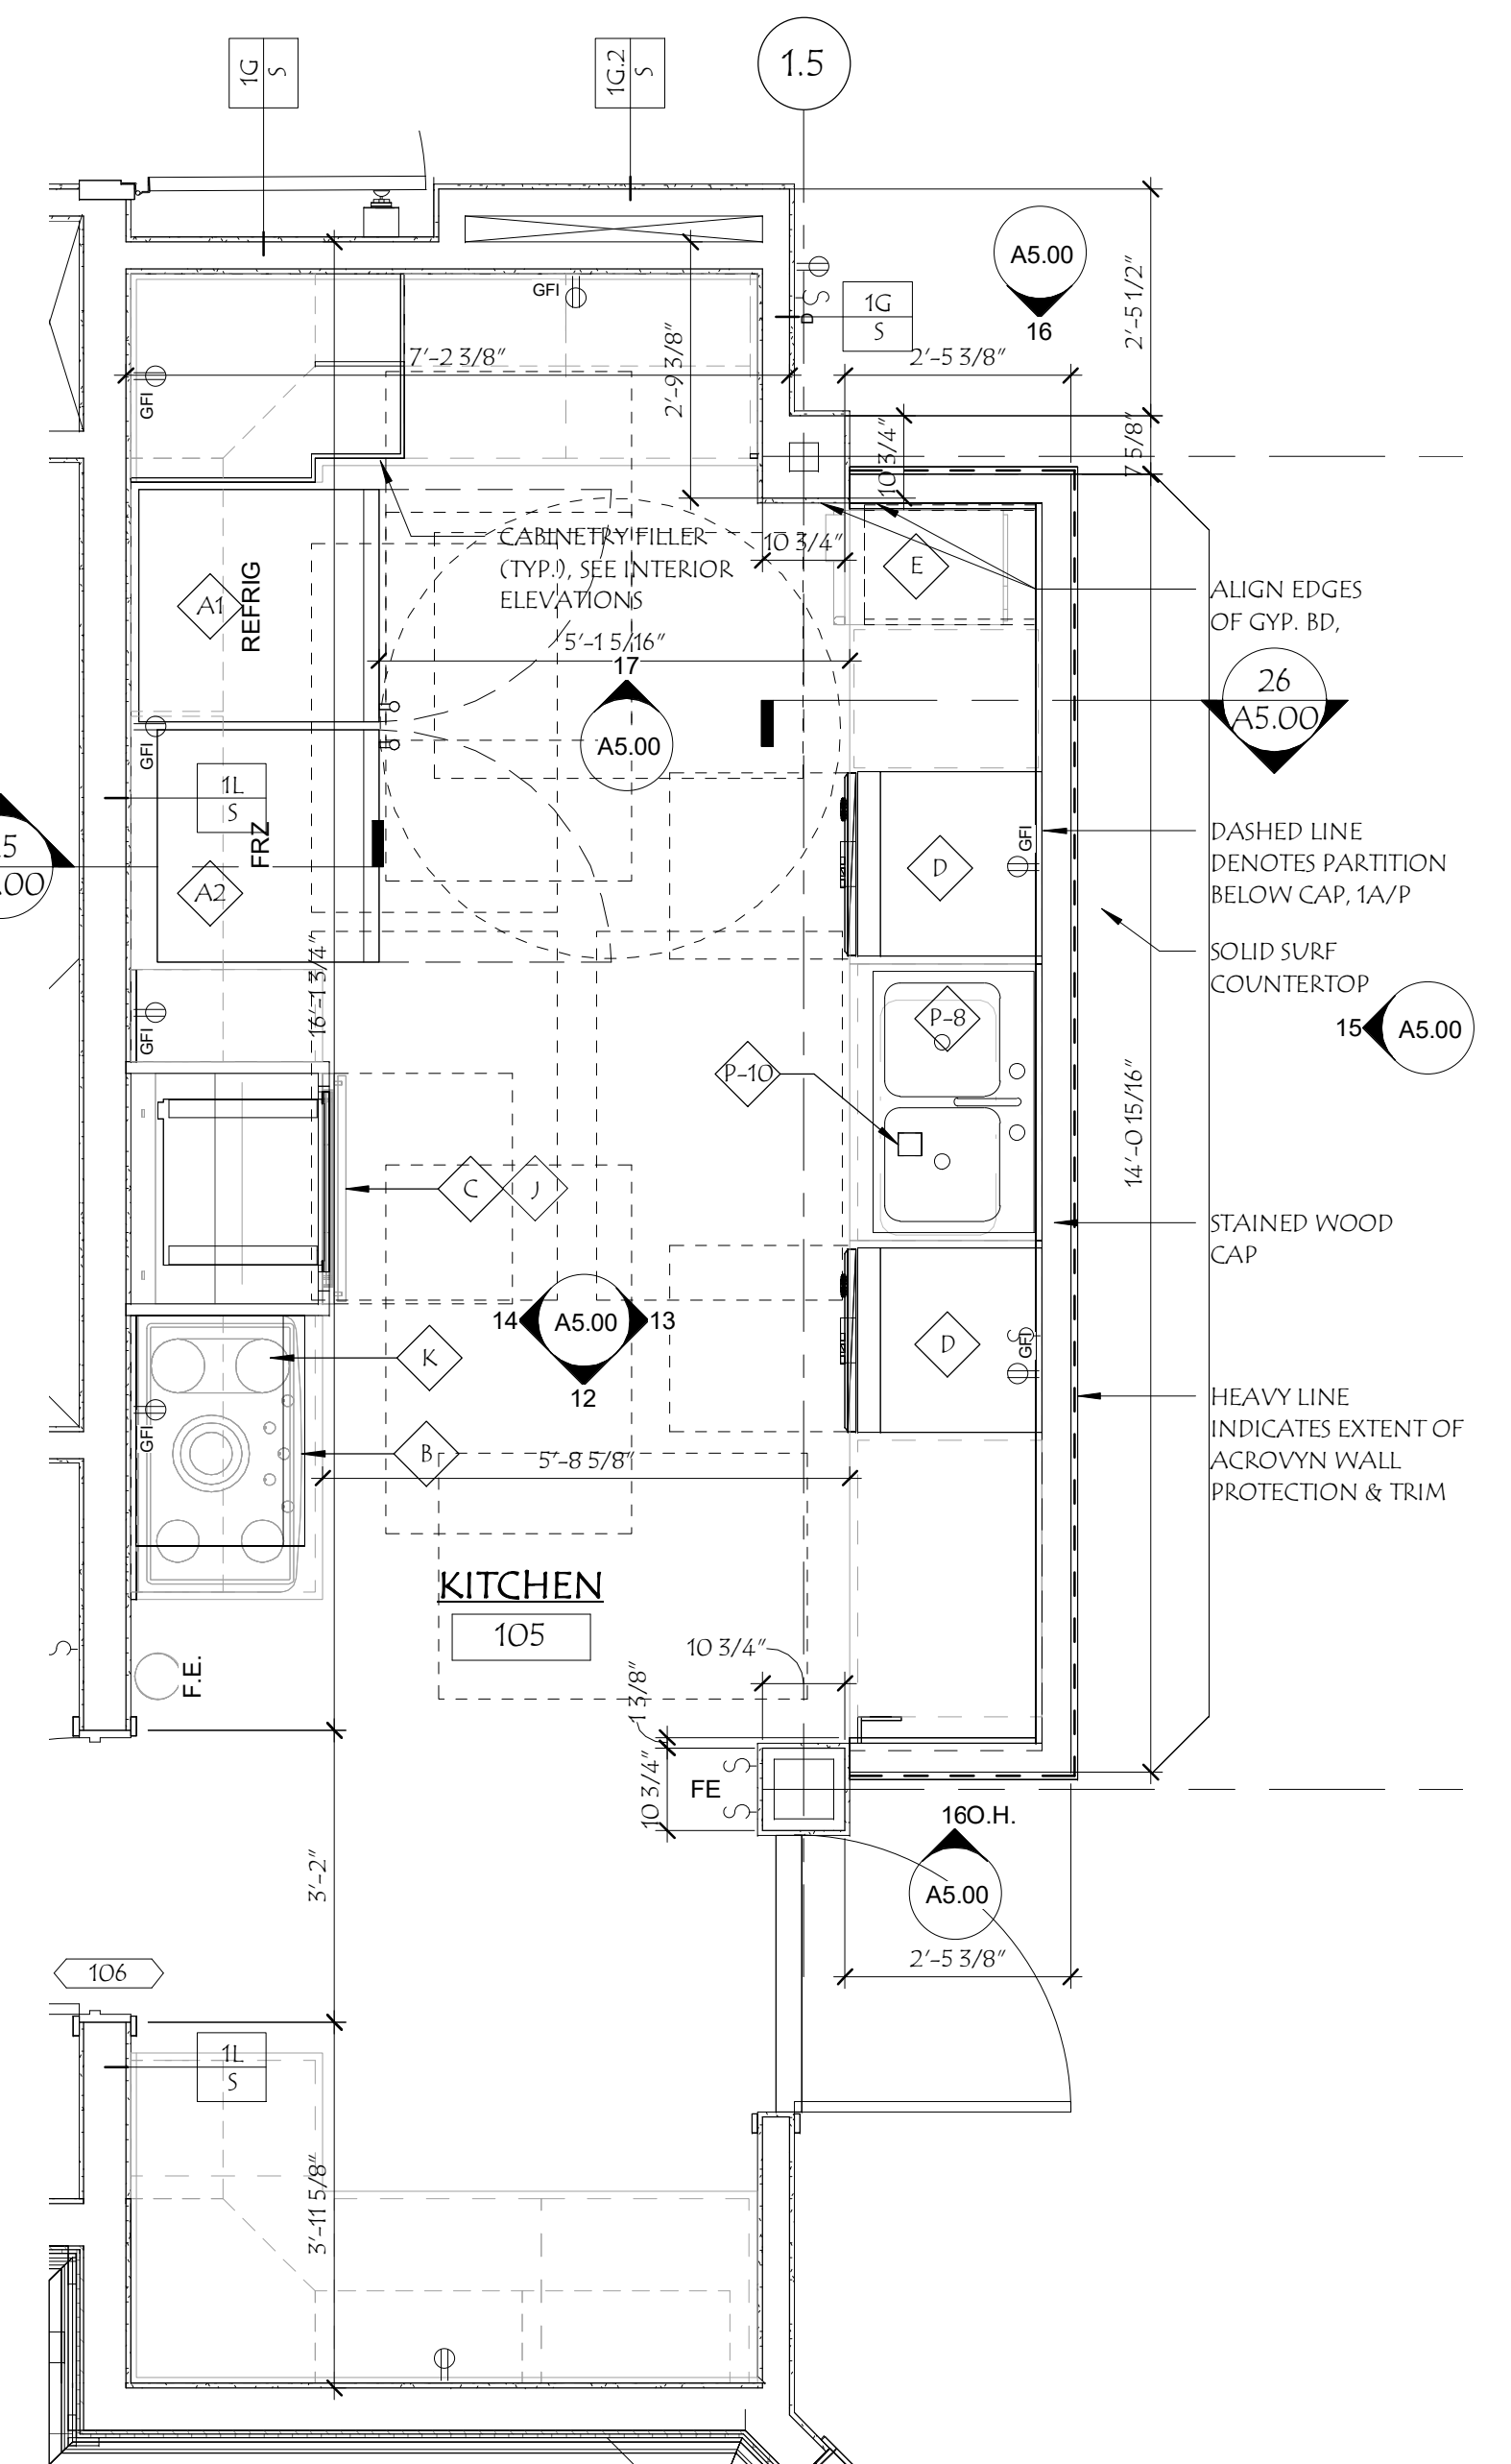 1G
S
1G.2
S
1.5
A5.00
16
GFI
D
S
1G
S
2'-5 1/2"
7'-2 3/8"
2'-9 3/8"
2'-5 3/8"
GFI
10 3/4"
7 5/8"
CABINETRY FILLER
(TYP.), SEE INTERIOR
ELEVATIONS
10 3/4"
E
ALIGN EDGES
OF GYP. BD,
A1
REFRIG
5'-1 5/16"
17
A5.00
26
A5.00
GFI
1L
S
FRZ
A2
5
.00
D
GFI
DASHED LINE
DENOTES PARTITION
BELOW CAP, 1A/P
SOLID SURF
COUNTERTOP
15
A5.00
16'-1 3/4"
GFI
P-8
P-10
14'-0 15/16"
C
J
STAINED WOOD
CAP
14
A5.00
13
12
K
D
S
GFI
GFI
B
5'-8 5/8"
HEAVY LINE
INDICATES EXTENT OF
ACROVYN WALL
PROTECTION & TRIM
KITCHEN
105
S
F.E.
10 3/4"
1 3/8"
10 3/4"
FE
S
S
16O.H.
A5.00
3'-2"
2'-5 3/8"
106
1L
S
3'-11 5/8"